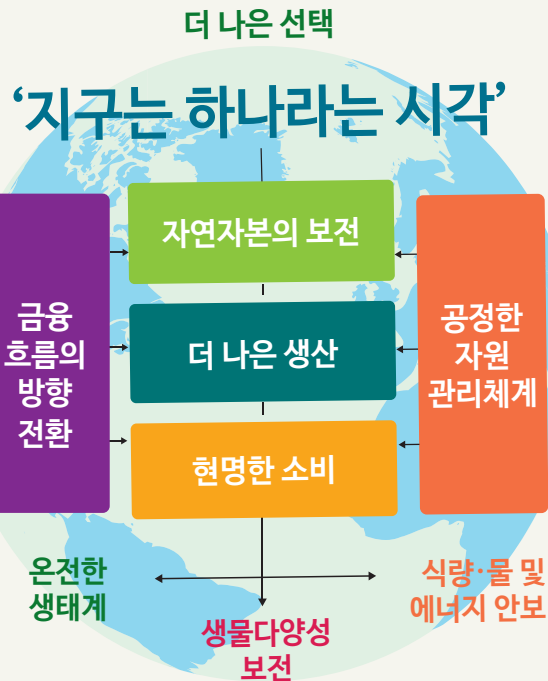 더 나은 선택
‘지구는 하나라는 시각’
자연자본의 보전
금융
흐름의
방향
전환
더 나은 생산
공정한
자원
관리체계
현명한 소비
온전한
생태계
식량·물 및
에너지 안보
생물다양성
보전